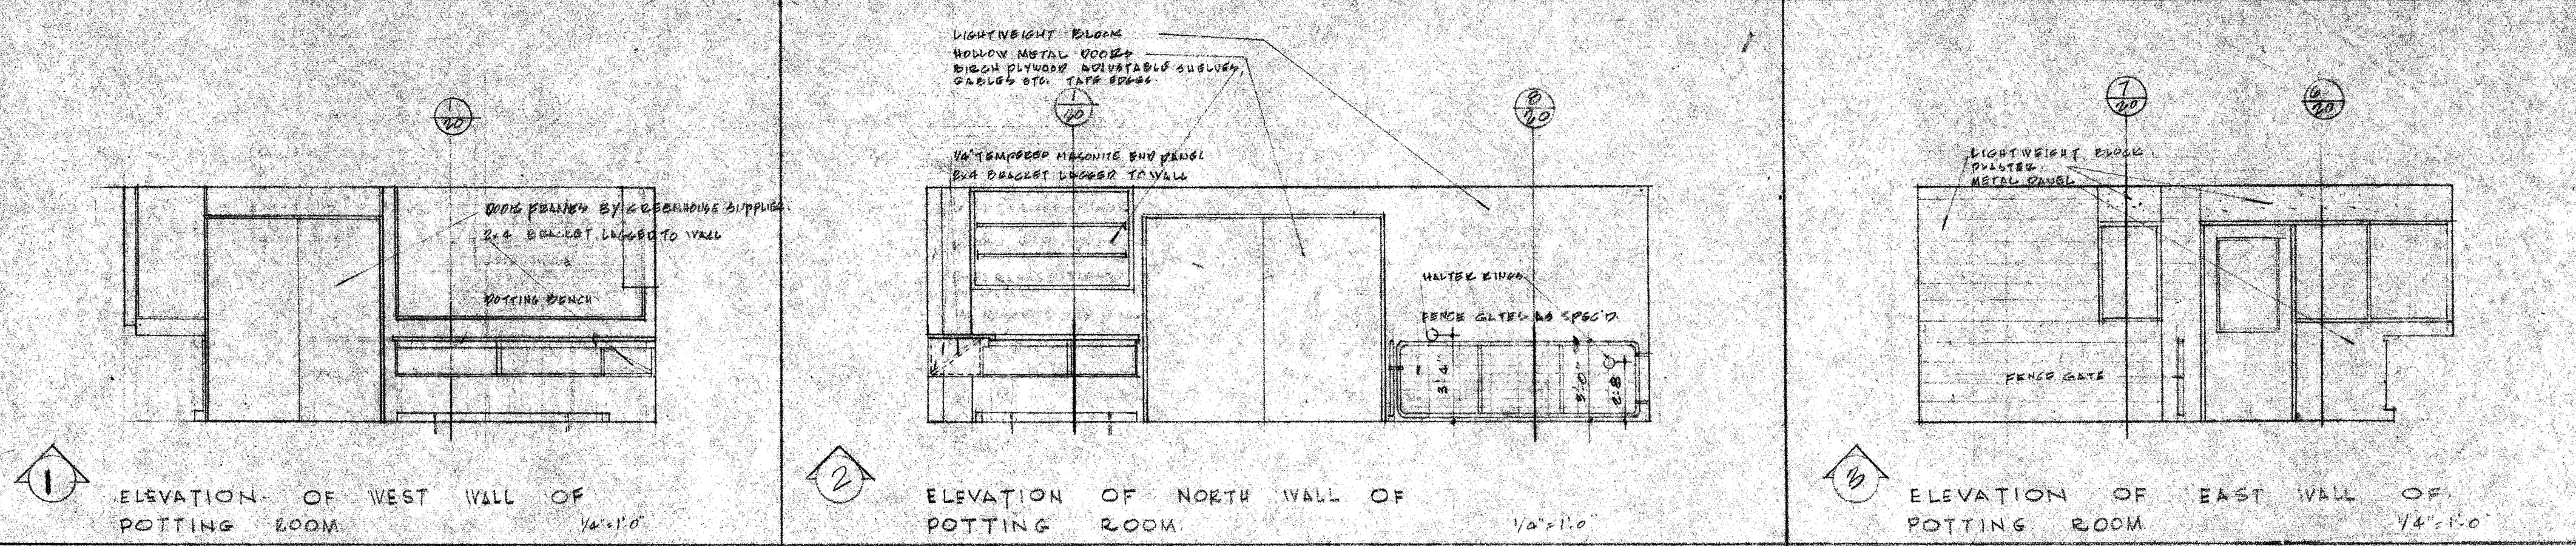 1
20
DOOR FRAMES BY GREENHOUSE SUPPLIER.
2x4 BRACKET LAGGED TO WALL
POTTING BENCH
1
ELEVATION OF WEST WALL OF
POTTING ROOM
1/4"=1'-0"
LIGHTWEIGHT BLOCK
HOLLOW METAL DOORS
BIRCH PLYWOOD ADJUSTABLE SHELVES,
GABLES ETC. TAPE EDGES
1
20
8
20
1/4" TEMPERED MASONITE END PANEL
2x4 BRACKET LAGGED TO WALL
HALTER RINGS
FENCE GATES AS SPEC'D.
3'-4"
3'-0"
2'-8"
2
ELEVATION OF NORTH WALL OF
POTTING ROOM.
1/4"=1'-0"
7
20
6
20
LIGHTWEIGHT BLOCK.
PLASTER
METAL PANEL
FENCE GATE
3
ELEVATION OF EAST WALL OF
POTTING ROOM
1/4"=1'-0"